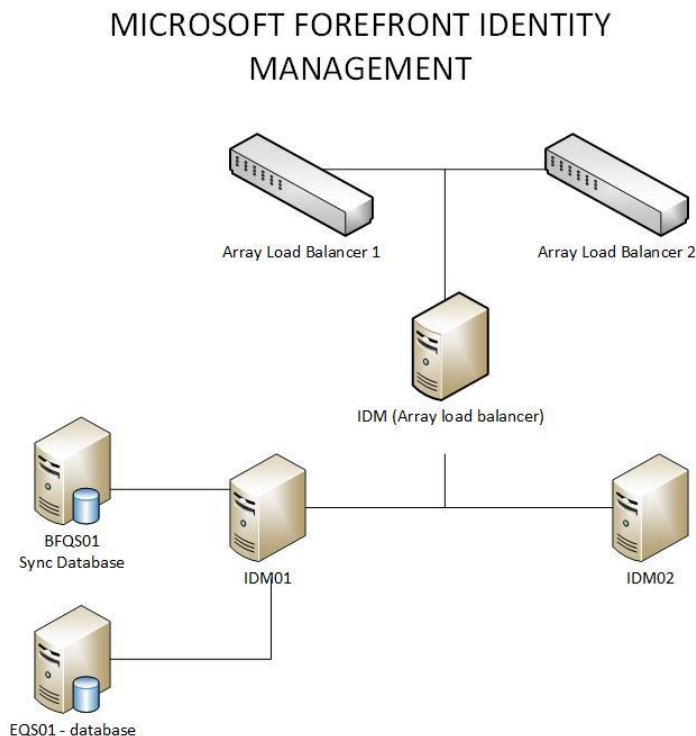 MICROSOFT FOREFRONT IDENTITY
MANAGEMENT
Array Load Balancer 1
Array Load Balancer 2
IDM (Array load balancer)
BFQS01
Sync Database
IDM01
IDM02
EQS01 - database